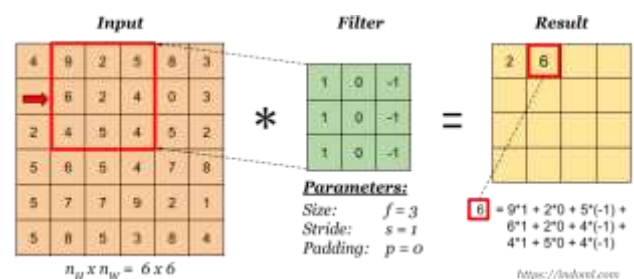 Input Filter Result
4 9 2 5 8 3
6 2 4 0 3
2 4 5 4 5 2
5 6 5 4 7 8
5 7 7 9 2 1
5 8 5 3 8 4
n_H x n_W = 6 x 6
1 0 -1
1 0 -1
1 0 -1
*
=
2 6
Parameters:
Size: f = 3
Stride: s = 1
Padding: p = 0
6 = 9*1 + 2*0 + 5*(-1) +
6*1 + 2*0 + 4*(-1) +
4*1 + 5*0 + 4*(-1)
https://indoml.com